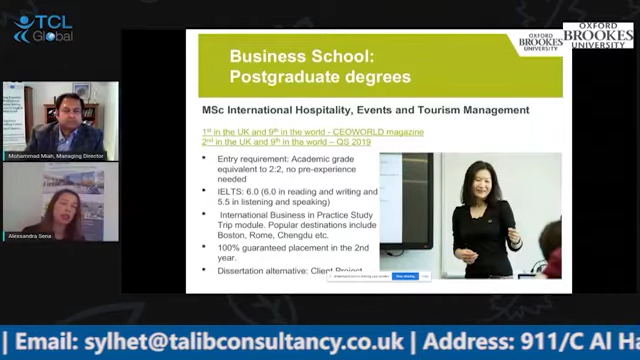 TCL
Global
OXFORD
BROOKES
UNIVERSITY
OXFORD
BROOKES
UNIVERSITY
Business School:
Postgraduate degrees
MSc International Hospitality, Events and Tourism Management
1st in the UK and 9th in the world - CEOWORLD magazine
2nd in the UK and 9th in the world – QS 2019
• Entry requirement: Academic grade
equivalent to 2:2, no pre-experience
needed
• IELTS: 6.0 (6.0 in reading and writing and
5.5 in listening and speaking)
• International Business in Practice Study
Trip module. Popular destinations include
Boston, Rome, Chengdu etc.
• 100% guaranteed placement in the 2nd
year.
• Dissertation alternative: Client Project
Mohammad Miah, Managing Director
Alexsandra Sena
| Email: sylhet@talibconsultancy.co.uk | Address: 911/C Al Ha